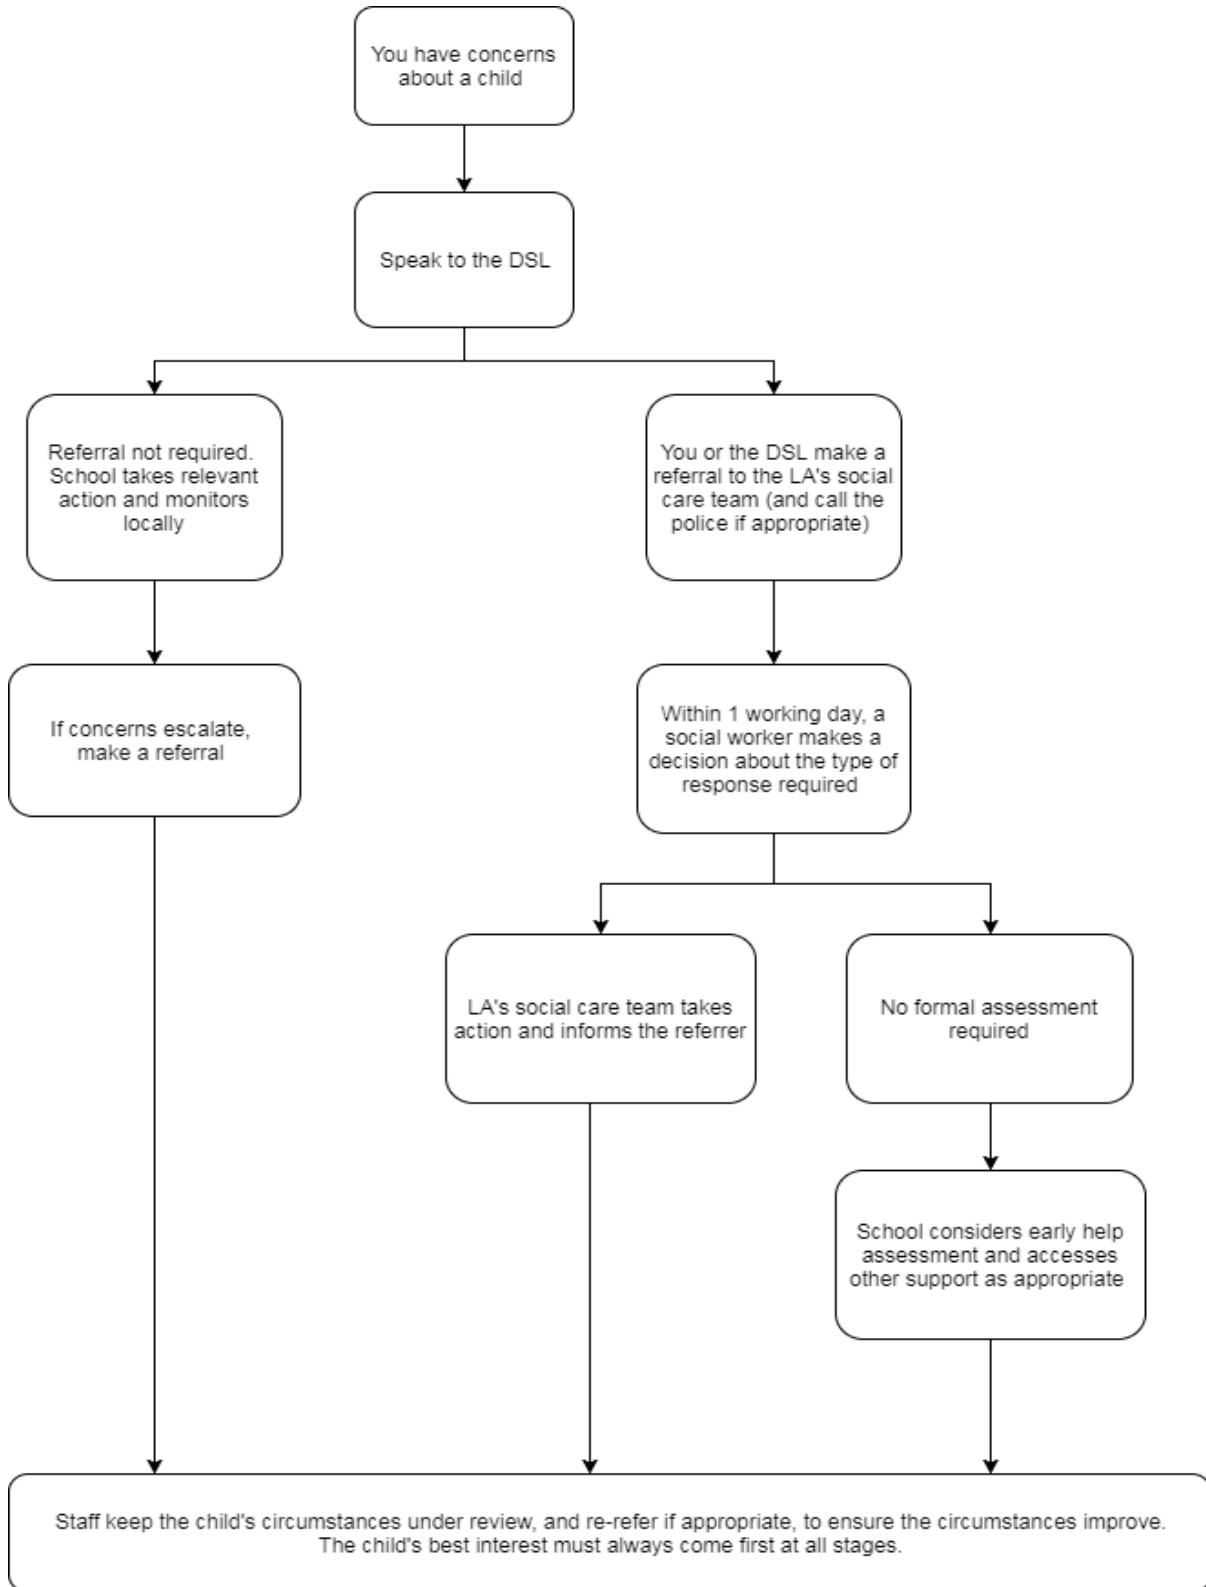 You have concerns
about a child
Speak to the DSL
Referral not required.
School takes relevant
action and monitors
locally
You or the DSL make a
referral to the LA's social
care team (and call the
police if appropriate)
If concerns escalate,
make a referral
Within 1 working day, a
social worker makes a
decision about the type of
response required
LA's social care team takes
action and informs the referrer
No formal assessment
required
School considers early help
assessment and accesses
other support as appropriate
Staff keep the child's circumstances under review, and re-refer if appropriate, to ensure the circumstances improve.
The child's best interest must always come first at all stages.